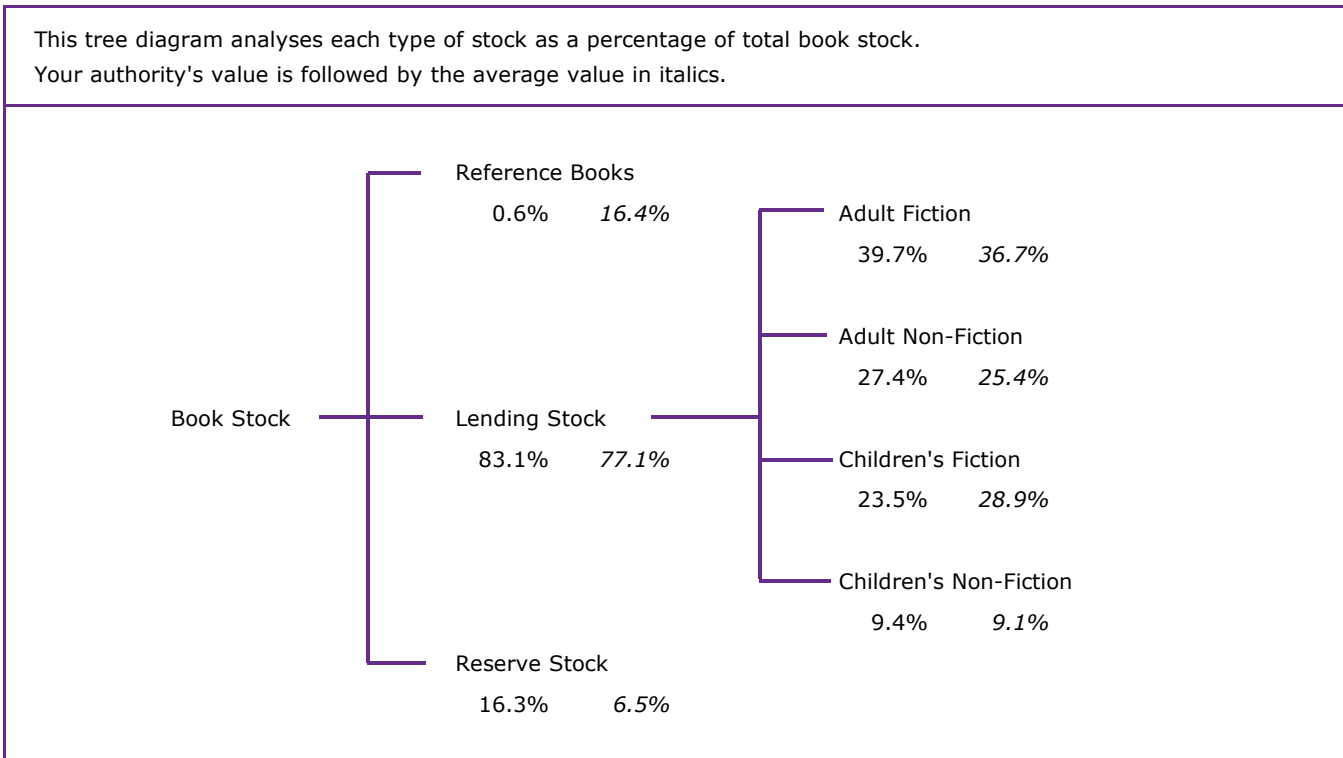 This tree diagram analyses each type of stock as a percentage of total book stock.
Your authority's value is followed by the average value in italics.
Reference Books
0.6% 16.4%
Adult Fiction
39.7% 36.7%
Adult Non-Fiction
27.4% 25.4%
Book Stock
Lending Stock
83.1% 77.1%
Children's Fiction
23.5% 28.9%
Children's Non-Fiction
9.4% 9.1%
Reserve Stock
16.3% 6.5%